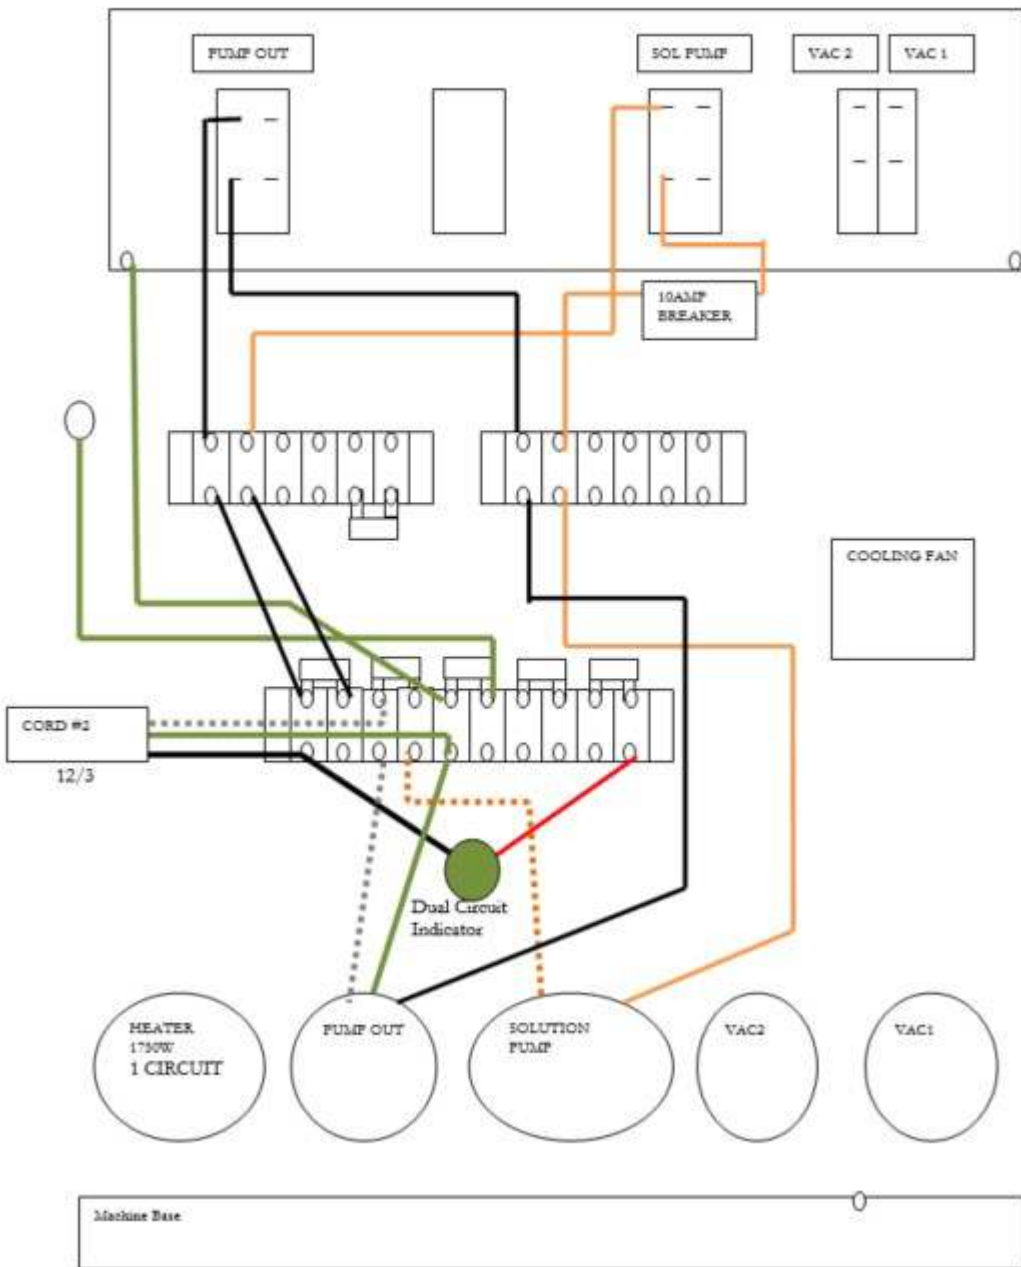 PUMP OUT
SOL PUMP
VAC 2
VAC 1
10AMP
BREAKER
COOLING FAN
CORD #2
12/3
Dual Circuit
Indicator
HEATER
1750W
1 CIRCUIT
PUMP OUT
SOLUTION
PUMP
VAC2
VAC1
Machine Base